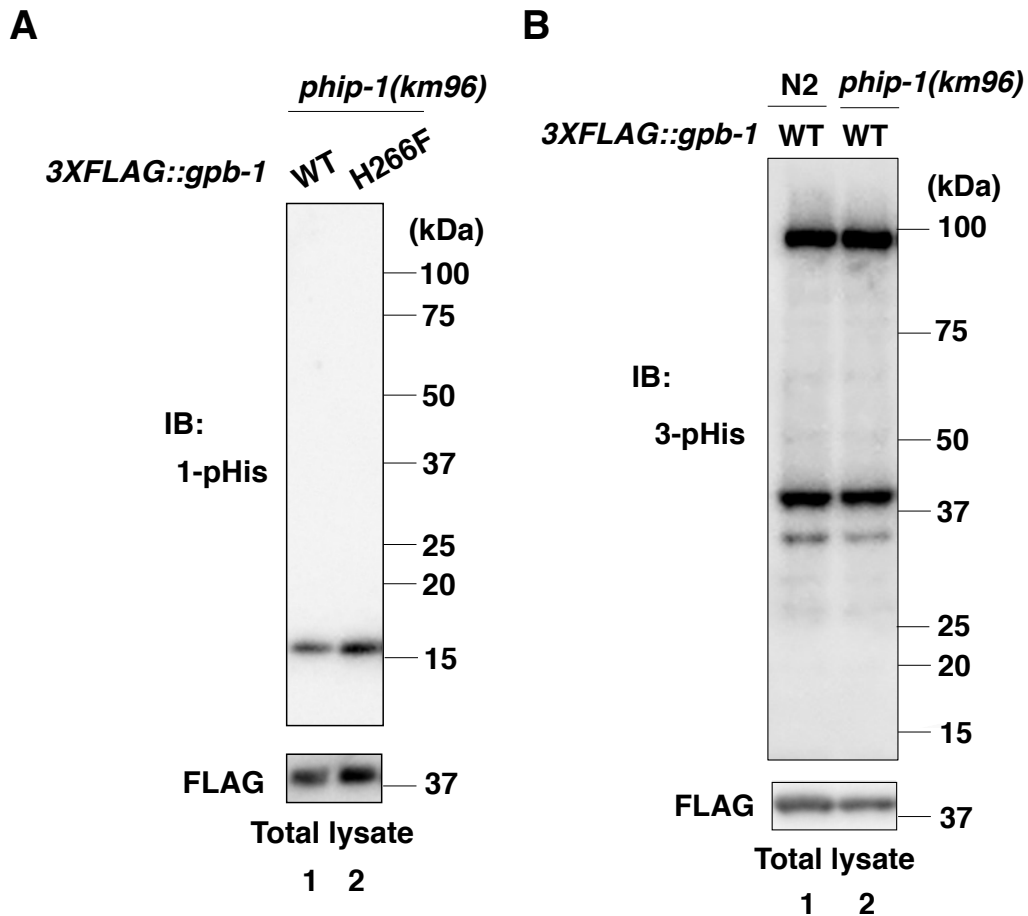 A
phip-1(km96)
3XFLAG::gpb-1 WT H266F
(kDa)
100
75
50
IB:
1-pHis
37
25
20
15
FLAG
37
Total lysate
1 2
B
N2 phip-1(km96)
3XFLAG::gpb-1 WT WT
(kDa)
100
75
IB:
3-pHis
50
37
25
20
15
FLAG
37
Total lysate
1 2